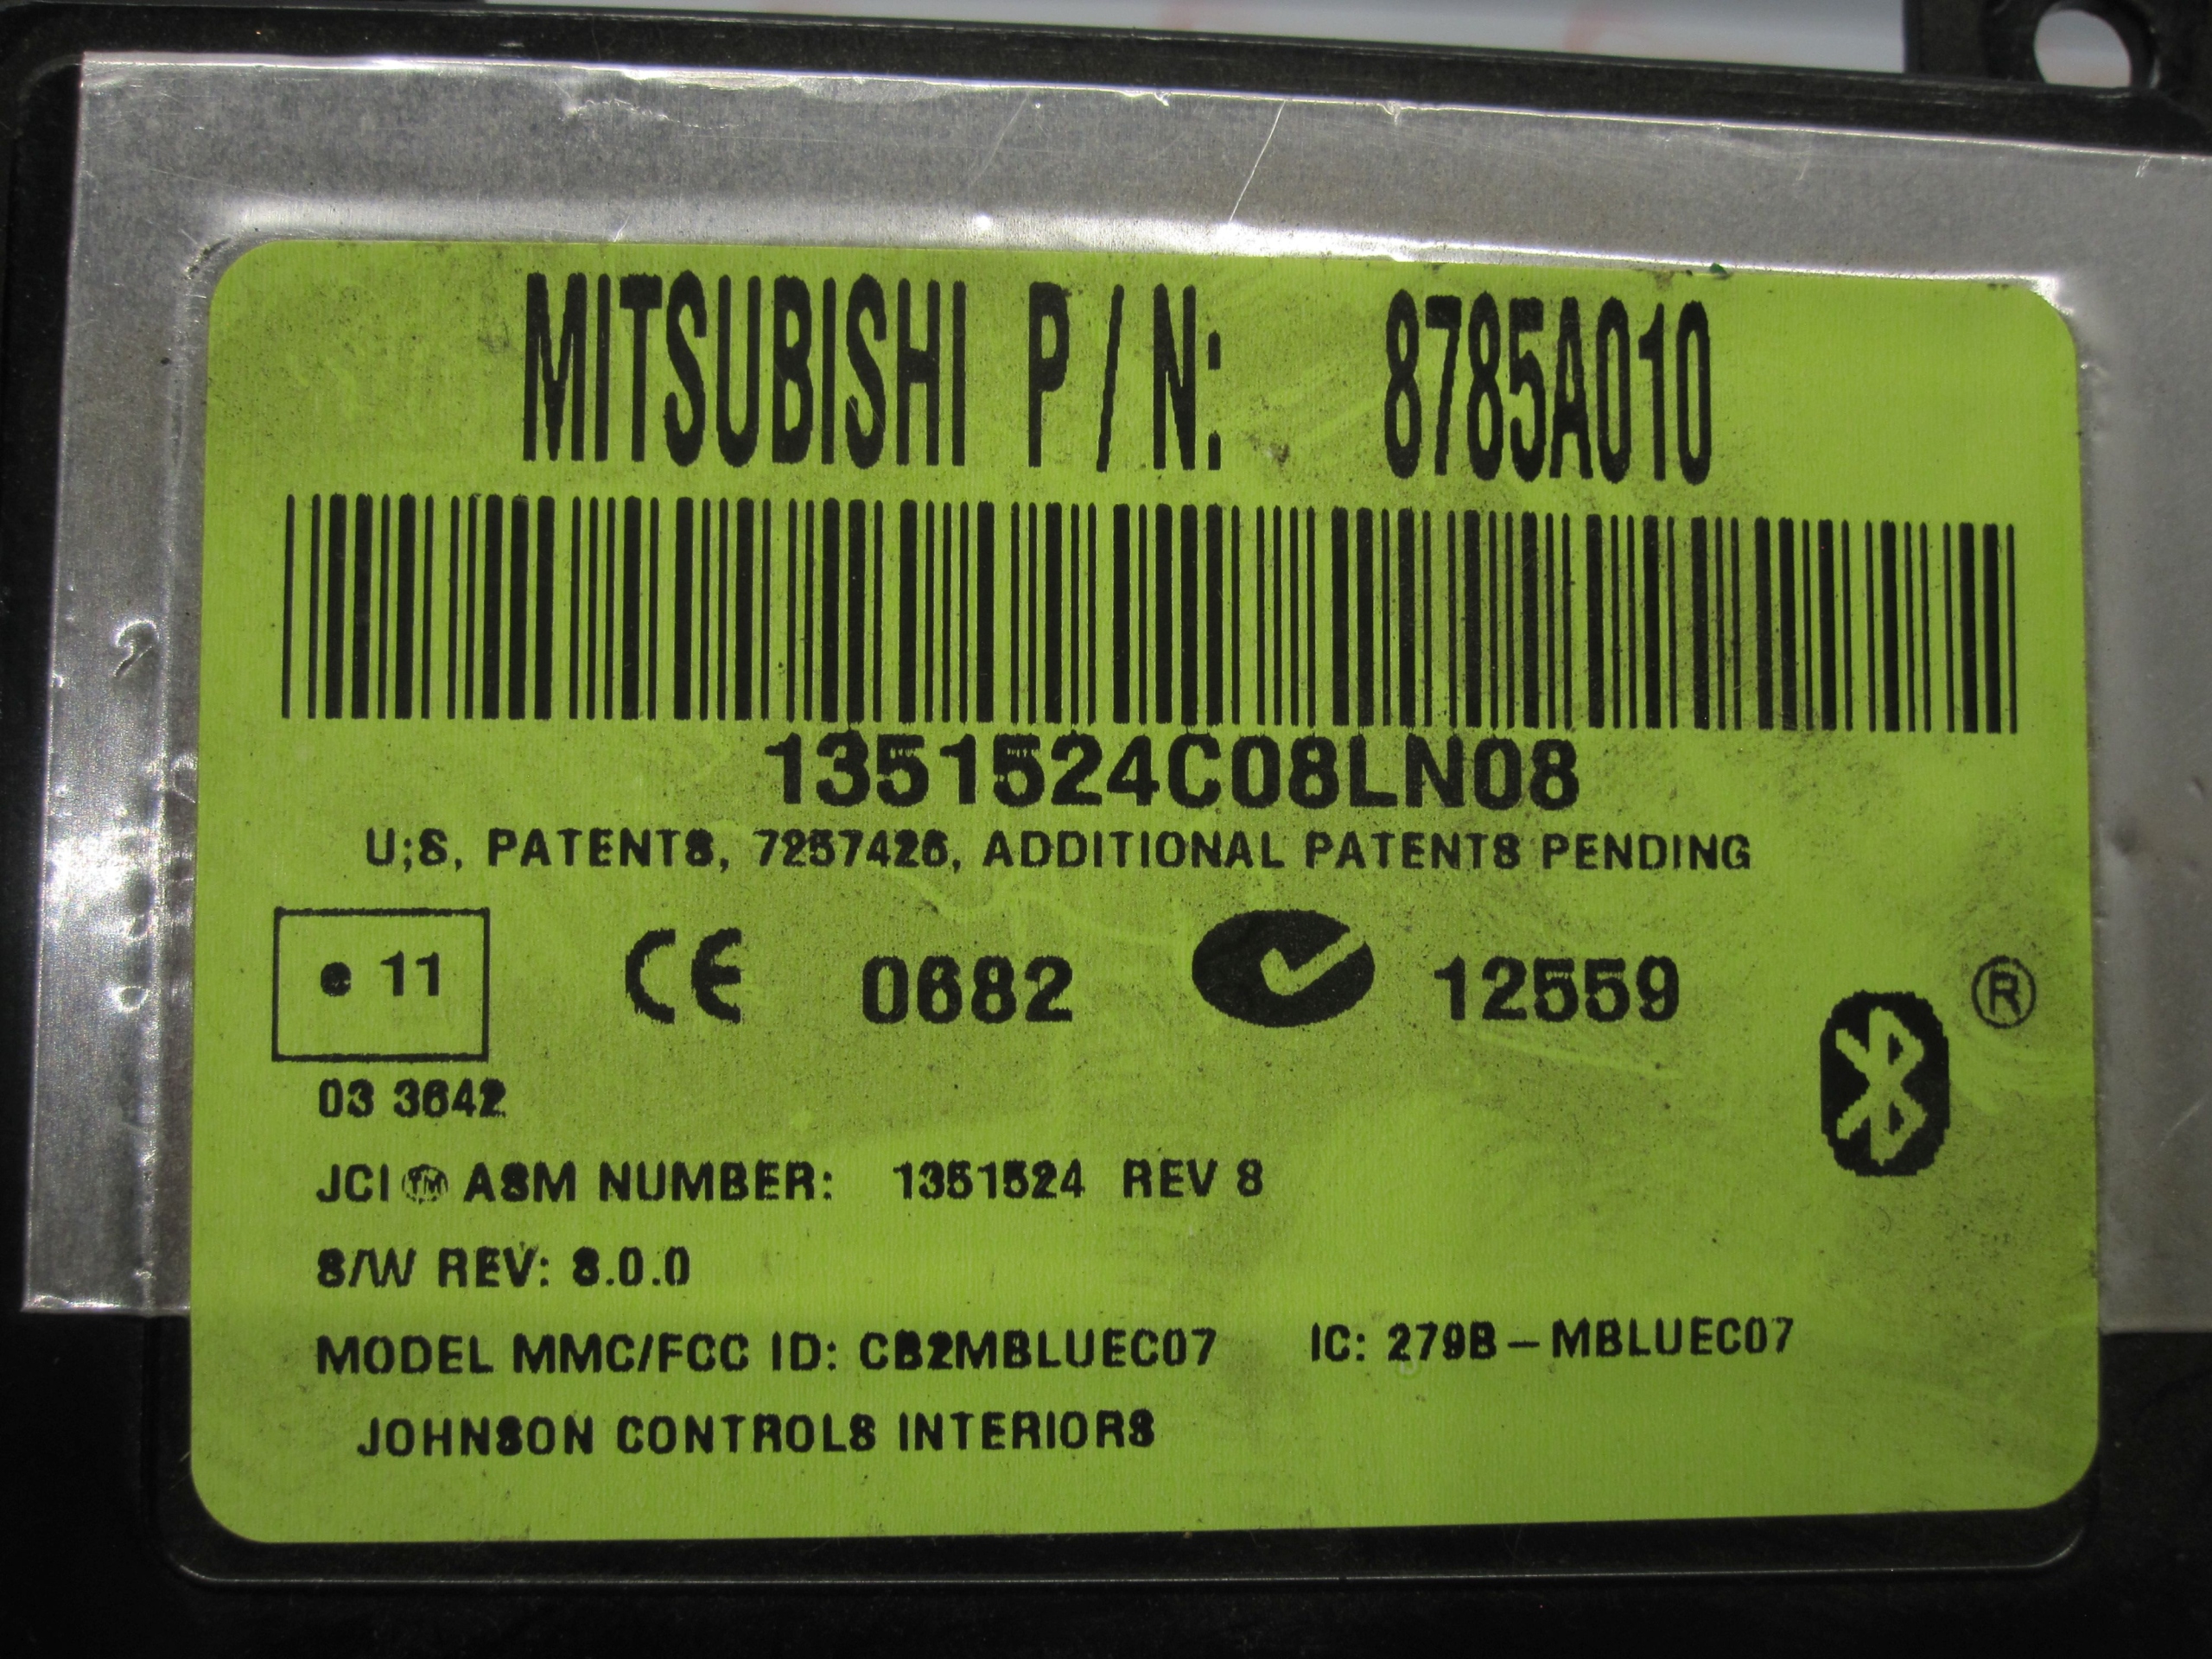 MITSUBISHI P/N: 8785A010
1351524C08LN08
U;S, PATENTS, 7257426, ADDITIONAL PATENTS PENDING
e 11 CE 0682 12559 ®
03 3642
JCI TM ASM NUMBER: 1351524 REV 8
S/W REV: 8.0.0
MODEL MMC/FCC ID: CB2MBLUEC07 IC: 279B-MBLUEC07
JOHNSON CONTROLS INTERIORS